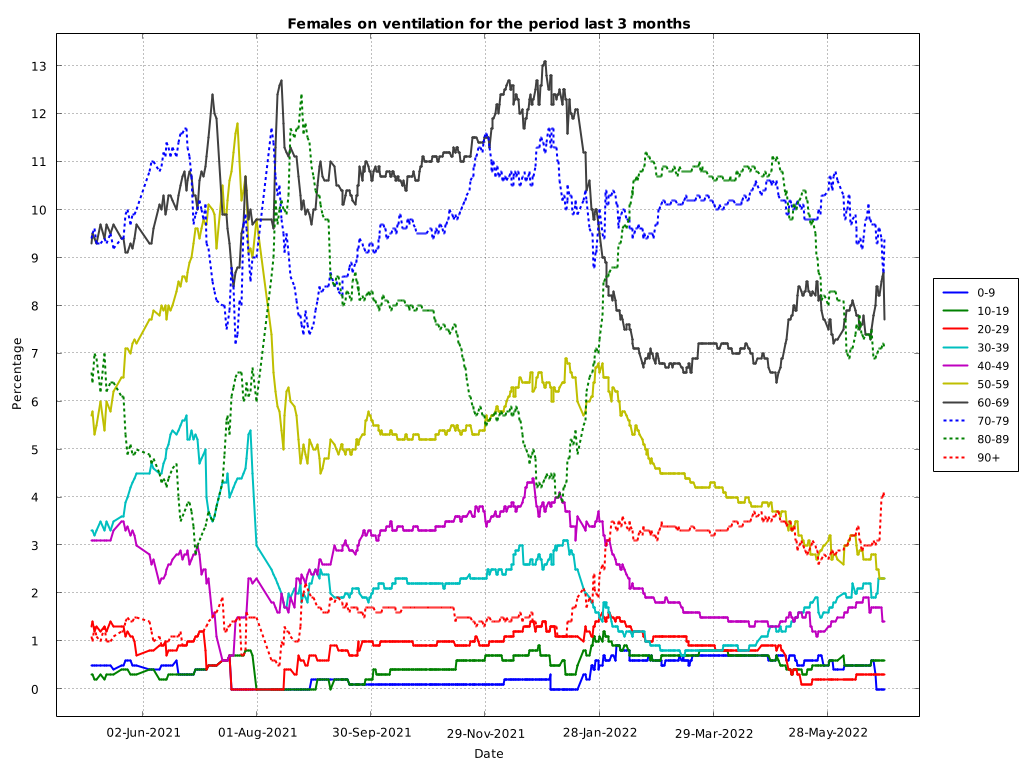 Females on ventilation for the period last 3 months
Percentage
13
12
11
10
9
8
7
6
5
4
3
2
1
0
02-Jun-2021
01-Aug-2021
30-Sep-2021
29-Nov-2021
28-Jan-2022
29-Mar-2022
28-May-2022
Date
0-9
10-19
20-29
30-39
40-49
50-59
60-69
70-79
80-89
90+